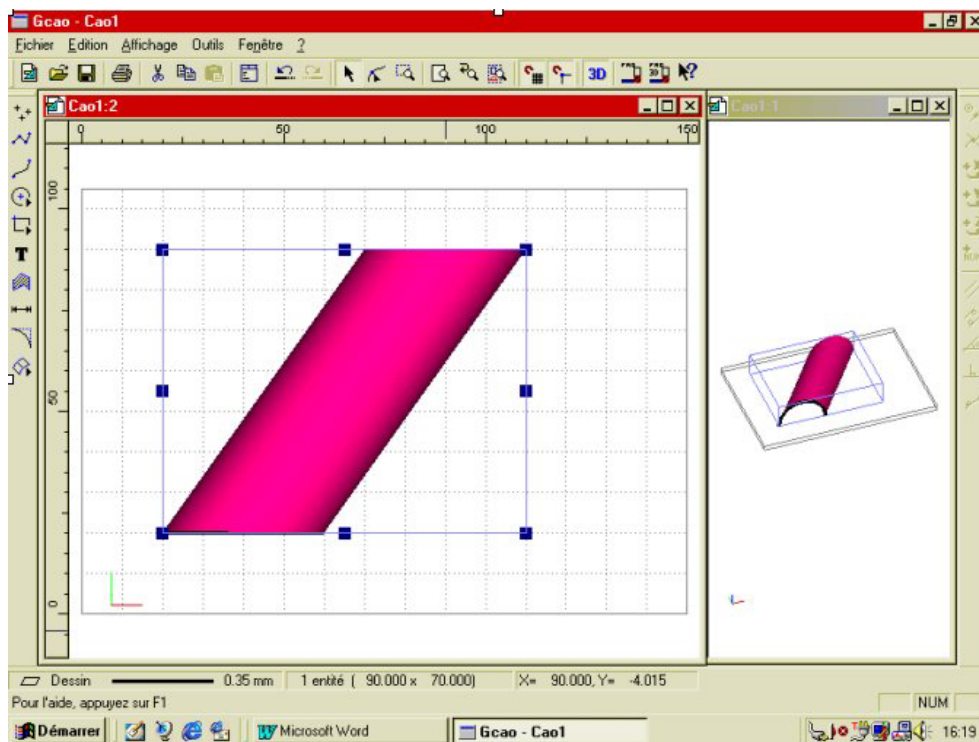 Gcao - Cao1
Fichier Edition Affichage Outils Fenêtre ?
3D
Cao1:2
Cao1:1
0 50 100 150
100
50
0
T
NUM
Dessin 0.35 mm 1 entité ( 90.000 x 70.000) X= 90.000, Y= -4.015
Pour l'aide, appuyez sur F1 NUM
Démarrer Microsoft Word Gcao - Cao1 16:19